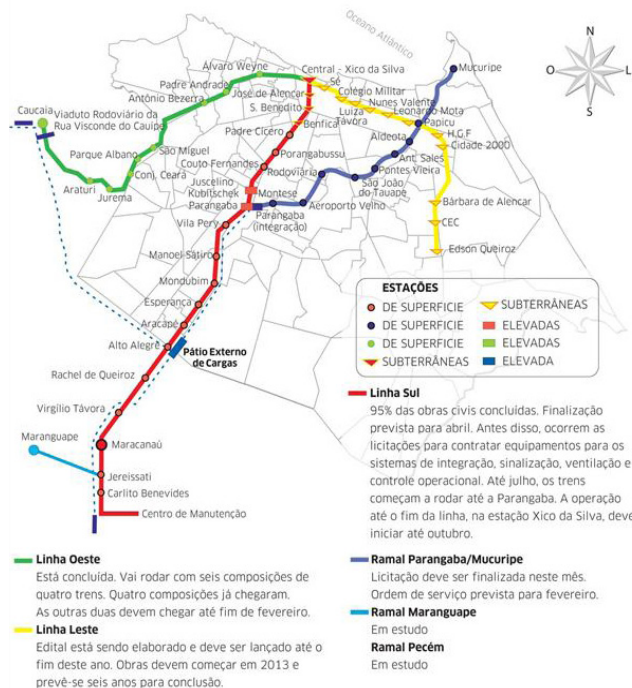 Oceano Atlântico
N
O
L
S
Mucuripe
Álvaro Weyne
Central - Xico da Silva
Sé
Padre Andrade
Colégio Militar
José de Alencar
Nunes Valente
Antônio Bezerra
Luiza Távora
Leonardo Mota
S. Benedito
Papicu
Caucaia
Viaduto Rodoviário da
Rua Visconde do Cauipe
Benfica
H.G.F
Padre Cícero
Aldeota
Cidade 2000
São Miguel
Porangabussu
Ant. Sales
Parque Albano
Couto Fernandes
Rodoviária
Pontes Vieira
Conj. Ceará
Juscelino
Kubitschek
Montese
São João
do Tauape
Araturi
Jurema
Parangaba
Aeroporto Velho
Bárbara de Alencar
Parangaba
(integração)
Vila Pery
CEC
Manoel Sátiro
Edson Queiroz
Mondubim
Esperança
Aracapé
Alto Alegre
Pátio Externo
de Cargas
Rachel de Queiroz
Virgílio Távora
Maranguape
Maracanaú
Jereissati
Carlito Benevides
Centro de Manutenção
ESTAÇÕES
DE SUPERFICIE
SUBTERRÂNEAS
DE SUPERFICIE
ELEVADAS
DE SUPERFICIE
ELEVADAS
SUBTERRÂNEAS
ELEVADA
Linha Sul
95% das obras civis concluídas. Finalização
prevista para abril. Antes disso, ocorrem as
licitações para contratar equipamentos para os
sistemas de integração, sinalização, ventilação e
controle operacional. Até julho, os trens
começam a rodar até a Parangaba. A operação
até o fim da linha, na estação Xico da Silva, deve
iniciar até outubro.
Linha Oeste
Está concluída. Vai rodar com seis composições de
quatro trens. Quatro composições já chegaram.
As outras duas devem chegar até fim de fevereiro.
Linha Leste
Edital está sendo elaborado e deve ser lançado até o
fim deste ano. Obras devem começar em 2013 e
prevê-se seis anos para conclusão.
Ramal Parangaba/Mucuripe
Licitação deve ser finalizada neste mês.
Ordem de serviço prevista para fevereiro.
Ramal Maranguape
Em estudo
Ramal Pecém
Em estudo